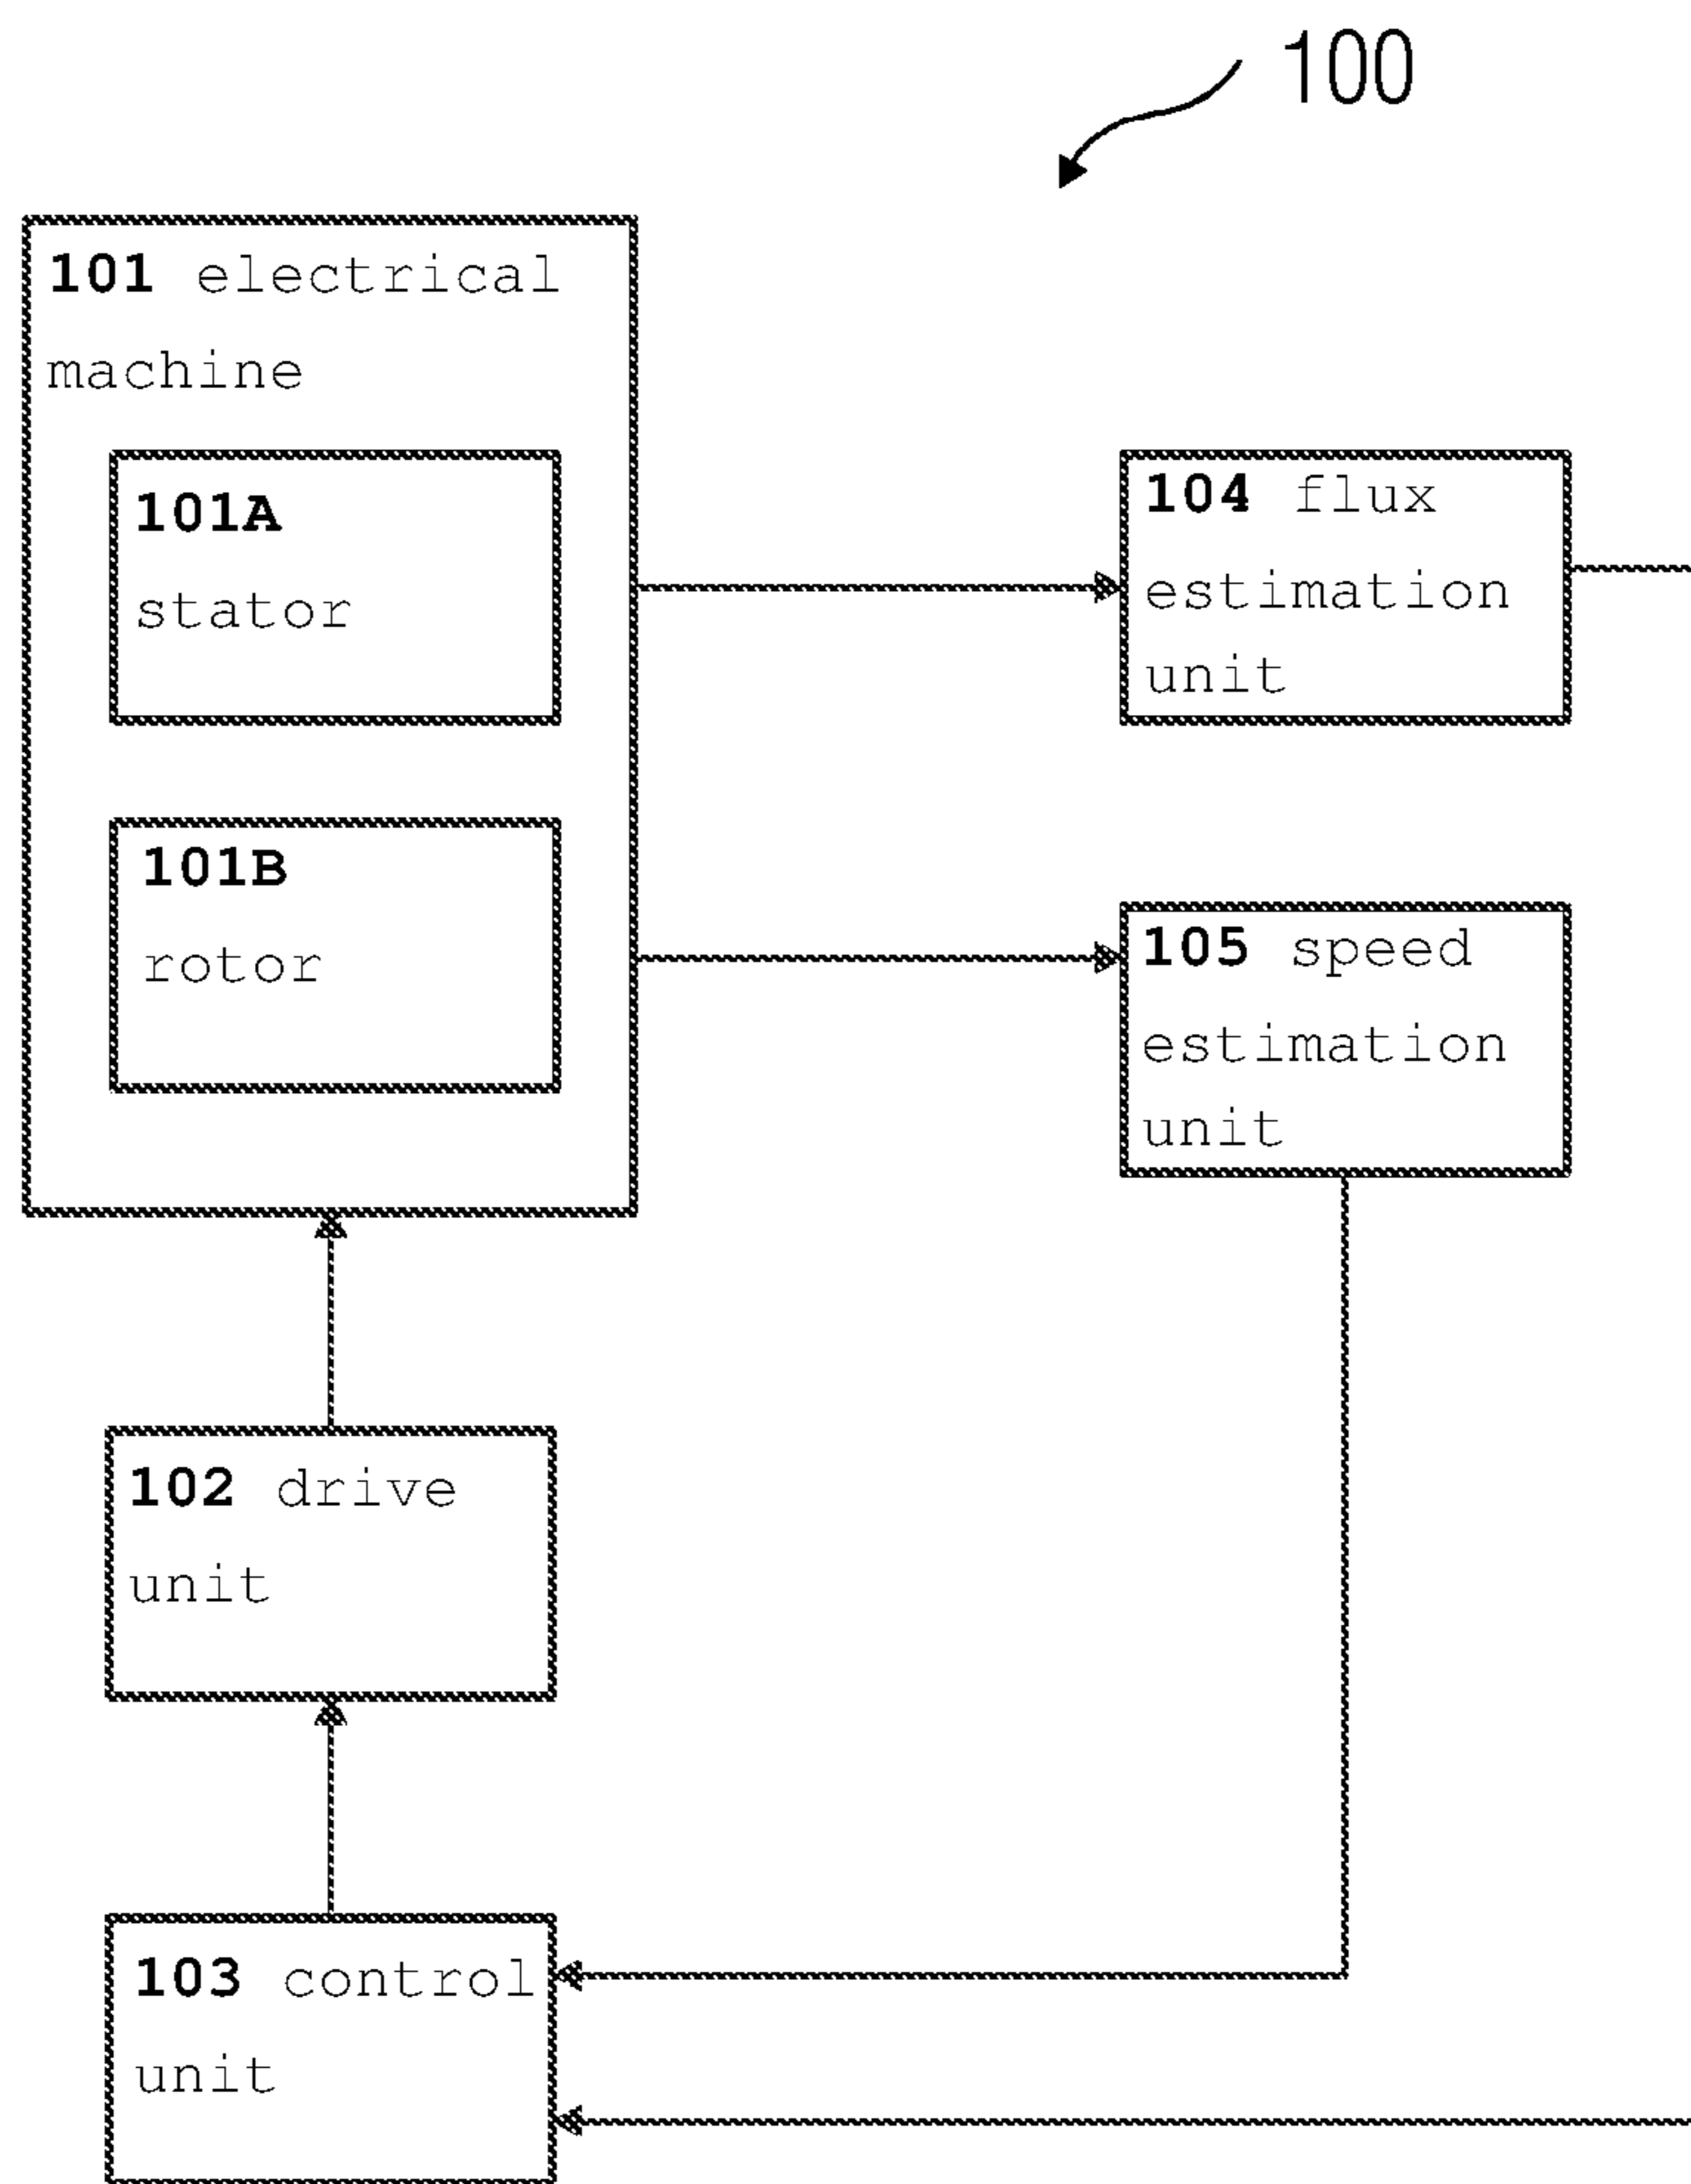 100
101 electrical
machine
101A
stator
104 flux
estimation
unit
101B
rotor
105 speed
estimation
unit
102 drive
unit
103 control
unit